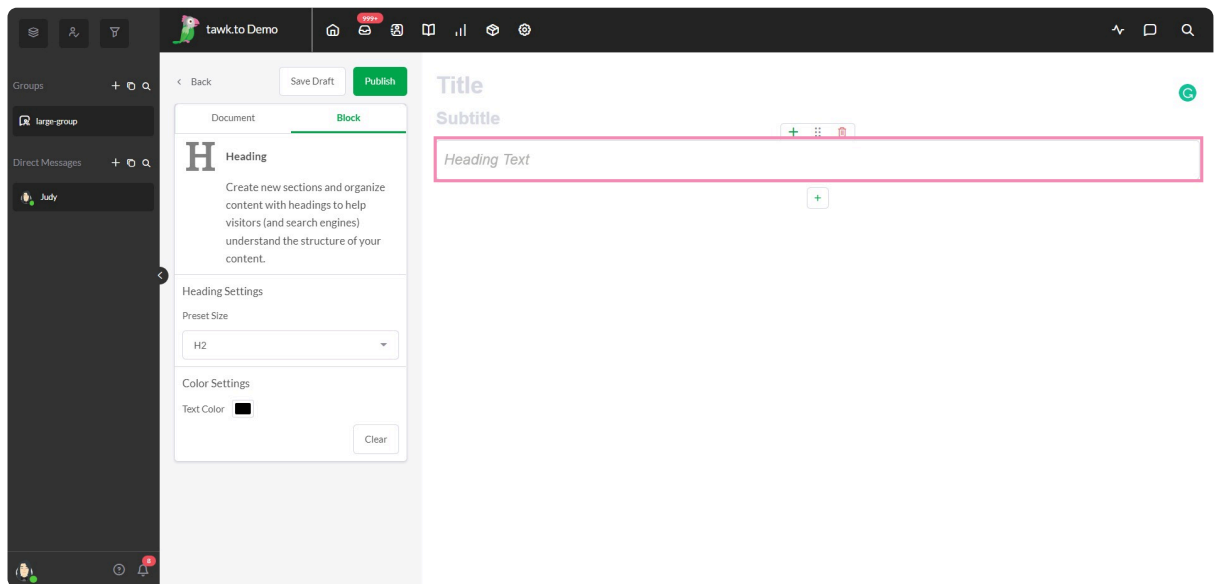 tawk.to Demo
999+
Groups
large-group
Direct Messages
Judy
8
Back
Save Draft
Publish
Document
Block
H
Heading
Create new sections and organize
content with headings to help
visitors (and search engines)
understand the structure of your
content.
Heading Settings
Preset Size
H2
Color Settings
Text Color
Clear
Title
Subtitle
Heading Text